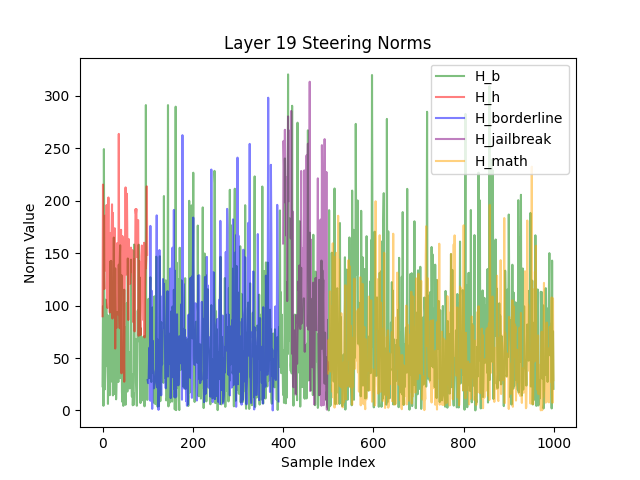 Layer 19 Steering Norms
H_b
H_h
H_borderline
H_jailbreak
H_math
Norm Value
300
250
200
150
100
50
0
0 200 400 600 800 1000
Sample Index